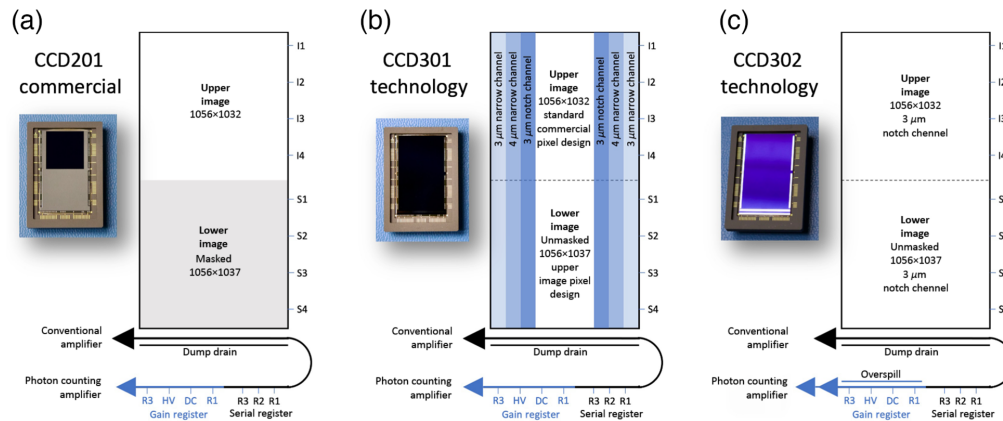 (a)
CCD201
commercial
Upper
image
1056×1032
Lower
image
Masked
1056×1037
I1
I2
I3
I4
S1
S2
S3
S4
Conventional
amplifier
Dump drain
Photon counting
amplifier
R3 HV DC R1
Gain register
R3 R2 R1
Serial register
(b)
CCD301
technology
3 μm narrow channel
4 μm narrow channel
3 μm notch channel
Upper
image
1056×1032
standard
commercial
pixel design
3 μm notch channel
4 μm narrow channel
3 μm narrow channel
Lower
image
Unmasked
1056×1037
upper
image pixel
design
I1
I2
I3
I4
S1
S2
S3
S4
Conventional
amplifier
Dump drain
Photon counting
amplifier
R3 HV DC R1
Gain register
R3 R2 R1
Serial register
(c)
CCD302
technology
Upper
image
1056×1032
3 μm
notch channel
Lower
image
Unmasked
1056×1037
3 μm
notch channel
I
I
I
I
S
S
S
S
Conventional
amplifier
Dump drain
Photon counting
amplifier
Overspill
R3 HV DC R1
Gain register
R3 R2 R1
Serial register